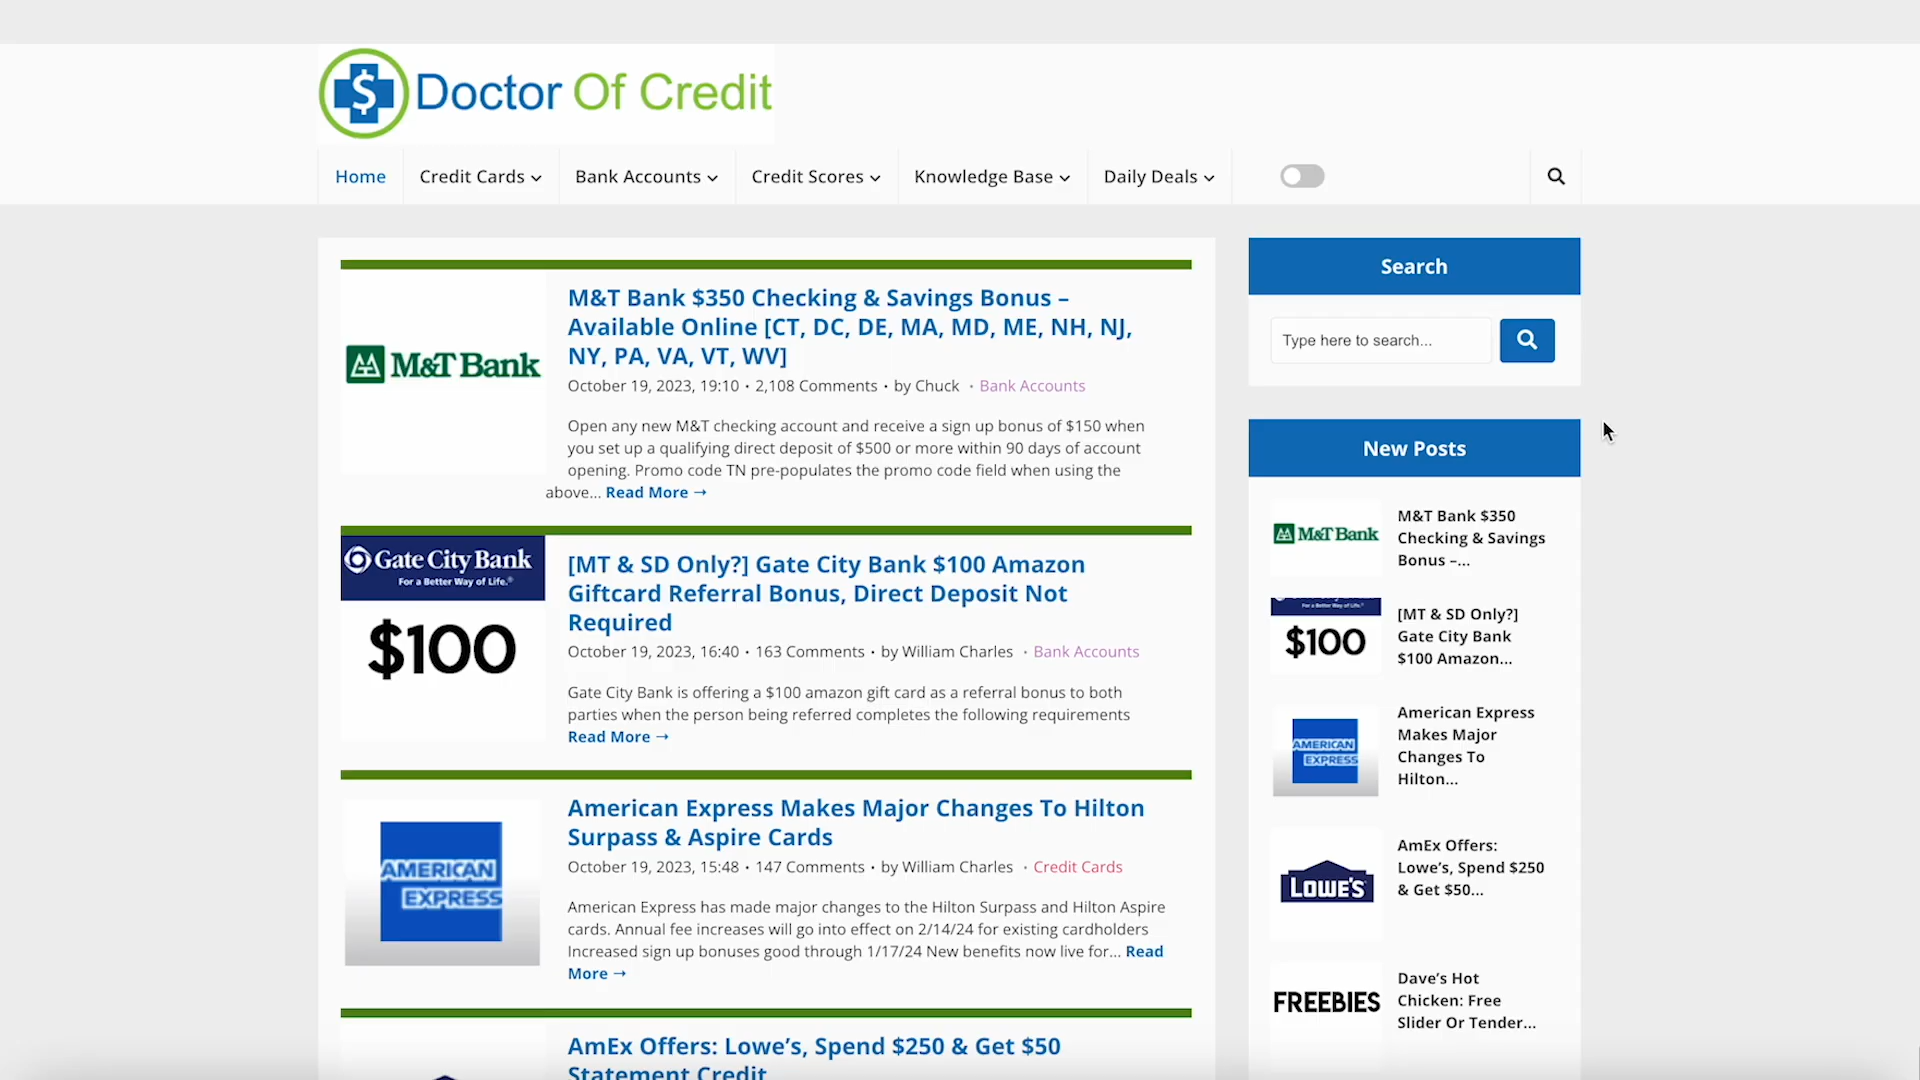 $ Doctor Of Credit
Home
Credit Cards
Bank Accounts
Credit Scores
Knowledge Base
Daily Deals
M&T Bank
M&T Bank $350 Checking & Savings Bonus –
Available Online [CT, DC, DE, MA, MD, ME, NH, NJ,
NY, PA, VA, VT, WV]
October 19, 2023, 19:10 • 2,108 Comments • by Chuck • Bank Accounts
Open any new M&T checking account and receive a sign up bonus of $150 when
you set up a qualifying direct deposit of $500 or more within 90 days of account
opening. Promo code TN pre-populates the promo code field when using the
above... Read More →
Gate City Bank
For a Better Way of Life.®
$100
[MT & SD Only?] Gate City Bank $100 Amazon
Giftcard Referral Bonus, Direct Deposit Not
Required
October 19, 2023, 16:40 • 163 Comments • by William Charles • Bank Accounts
Gate City Bank is offering a $100 amazon gift card as a referral bonus to both
parties when the person being referred completes the following requirements
Read More →
AMERICAN
EXPRESS
American Express Makes Major Changes To Hilton
Surpass & Aspire Cards
October 19, 2023, 15:48 • 147 Comments • by William Charles • Credit Cards
American Express has made major changes to the Hilton Surpass and Hilton Aspire
cards. Annual fee increases will go into effect on 2/14/24 for existing cardholders
Increased sign up bonuses good through 1/17/24 New benefits now live for... Read
More →
AmEx Offers: Lowe’s, Spend $250 & Get $50
Statement Credit
Search
Type here to search...
New Posts
M&T Bank
M&T Bank $350
Checking & Savings
Bonus –...
For a Better Way of Life.®
$100
[MT & SD Only?]
Gate City Bank
$100 Amazon...
AMERICAN
EXPRESS
American Express
Makes Major
Changes To
Hilton...
LOWE'S
AmEx Offers:
Lowe’s, Spend $250
& Get $50...
FREEBIES
Dave’s Hot
Chicken: Free
Slider Or Tender...